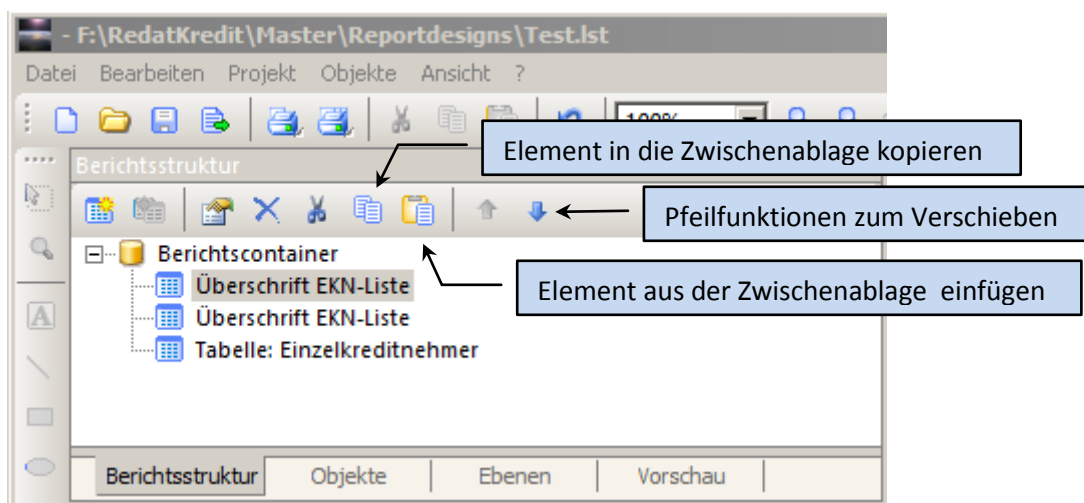 - F:\RedatKredit\Master\Reportdesigns\Test.lst
Datei Bearbeiten Projekt Objekte Ansicht ?
Element in die Zwischenablage kopieren
Berichtsstruktur
Pfeilfunktionen zum Verschieben
Berichtscontainer
Überschrift EKN-Liste
Element aus der Zwischenablage einfügen
Überschrift EKN-Liste
Tabelle: Einzelkreditnehmer
A
Berichtsstruktur Objekte Ebenen Vorschau